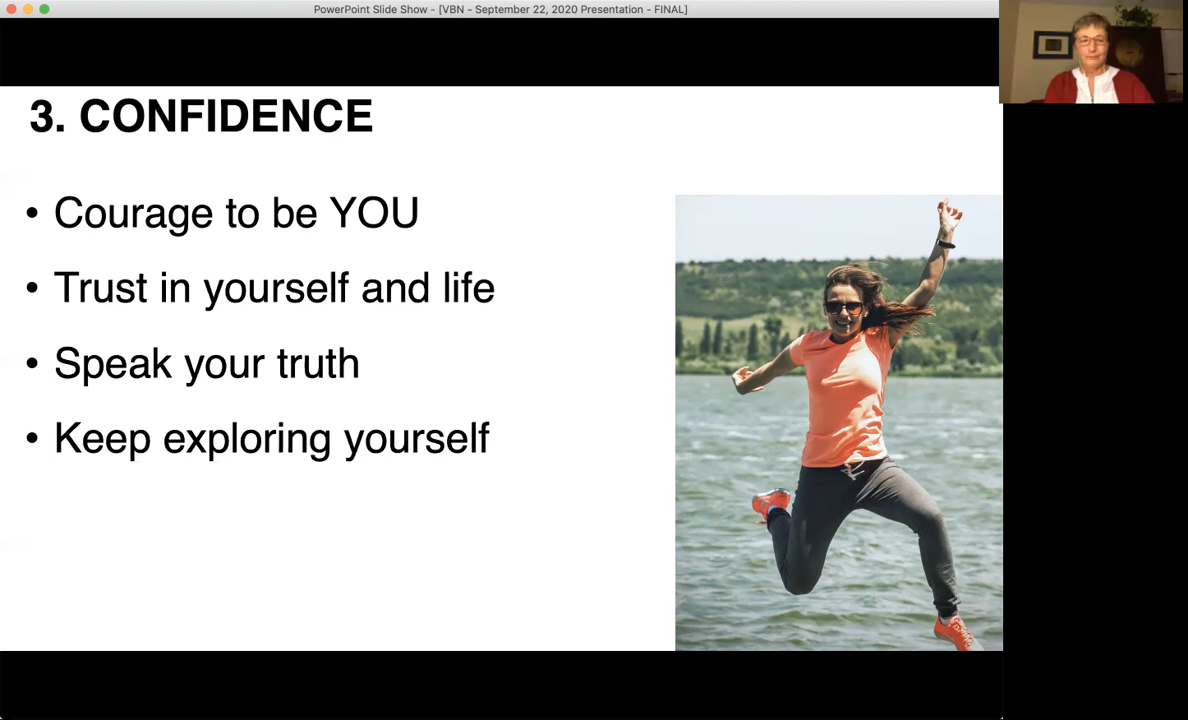 PowerPoint Slide Show - [VBN - September 22, 2020 Presentation - FINAL]
3. CONFIDENCE
• Courage to be YOU
• Trust in yourself and life
• Speak your truth
• Keep exploring yourself